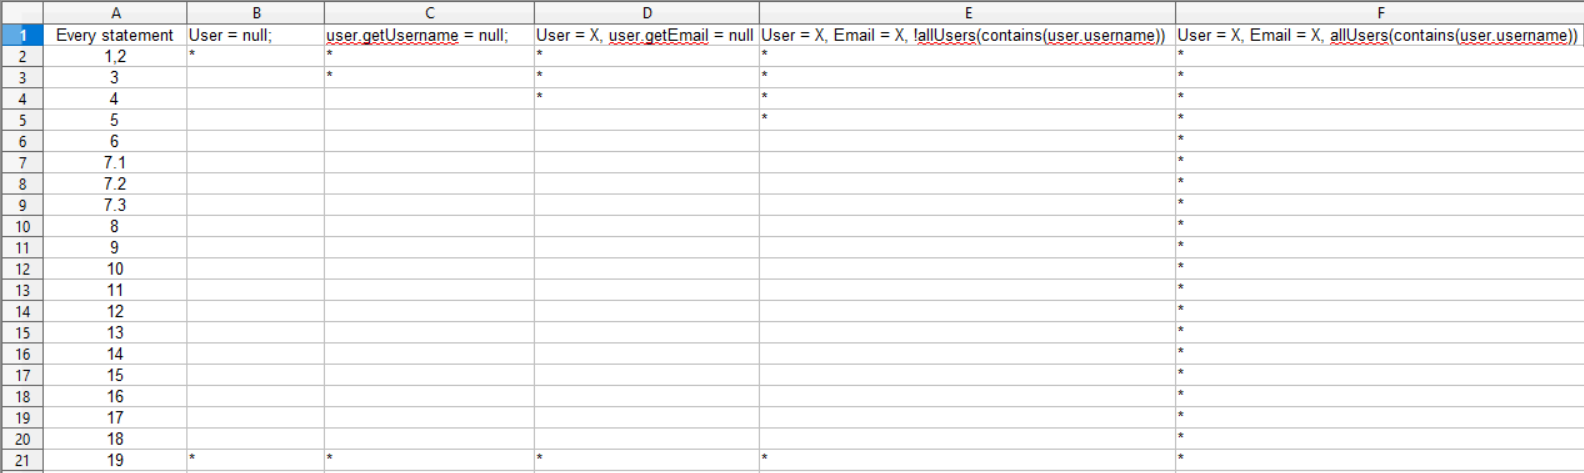 A B C D E F
1 Every statement User = null; user.getUsername = null; User = X, user.getEmail = null User = X, Email = X, !allUsers(contains(user.username)) User = X, Email = X, allUsers(contains(user.username))
2 1,2 * * * * *
3 3 * * * *
4 4 * * *
5 5 * *
6 6 *
7 7.1 *
8 7.2 *
9 7.3 *
10 8 *
11 9 *
12 10 *
13 11 *
14 12 *
15 13 *
16 14 *
17 15 *
18 16 *
19 17 *
20 18 *
21 19 * * * * *